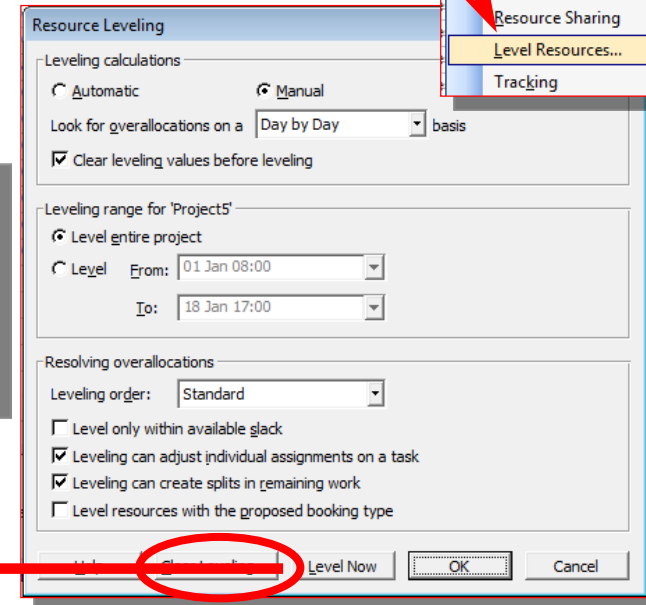 Resource Sharing
Level Resources...
Tracking
Resource Leveling
Leveling calculations
Automatic Manual
Look for overallocations on a Day by Day basis
Clear leveling values before leveling
Leveling range for 'Project5'
Level entire project
Level From: 01 Jan 08:00
To: 18 Jan 17:00
Resolving overallocations
Leveling order: Standard
Level only within available slack
Leveling can adjust individual assignments on a task
Leveling can create splits in remaining work
Level resources with the proposed booking type
Level Now OK Cancel